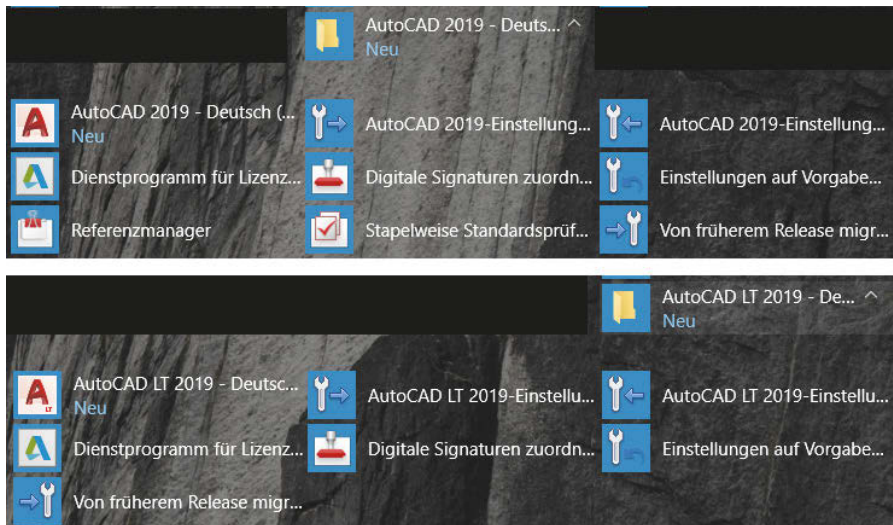 AutoCAD 2019 - Deuts...
Neu
AutoCAD 2019 - Deutsch (...
Neu
AutoCAD 2019-Einstellung...
AutoCAD 2019-Einstellung...
Dienstprogramm für Lizenz...
Digitale Signaturen zuordn...
Einstellungen auf Vorgabe...
Referenzmanager
Stapelweise Standardsprüf...
Von früherem Release migr...
AutoCAD LT 2019 - De...
Neu
AutoCAD LT 2019 - Deutsc...
Neu
AutoCAD LT 2019-Einstellu...
AutoCAD LT 2019-Einstellu...
Dienstprogramm für Lizenz...
Digitale Signaturen zuordn...
Einstellungen auf Vorgabe...
Von früherem Release migr...